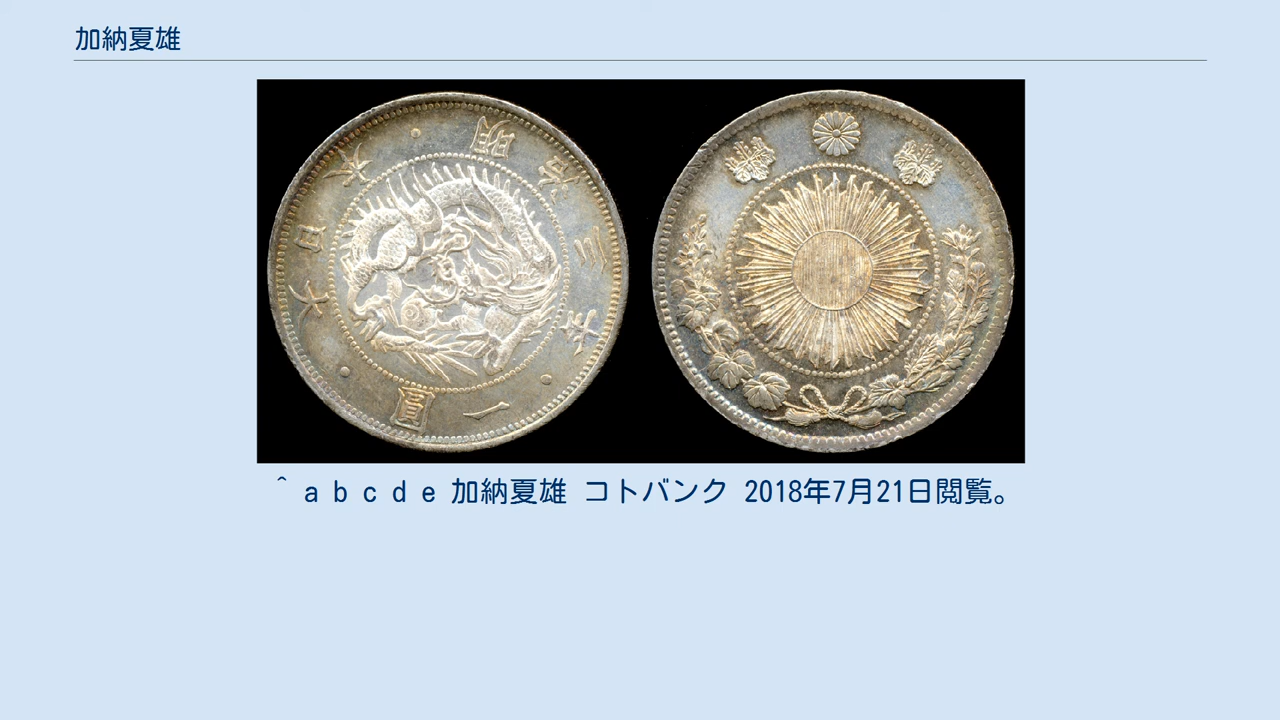 加納夏雄
大日本・明治三年・一圓・
^ a b c d e 加納夏雄 コトバンク 2018年7月21日閲覧。